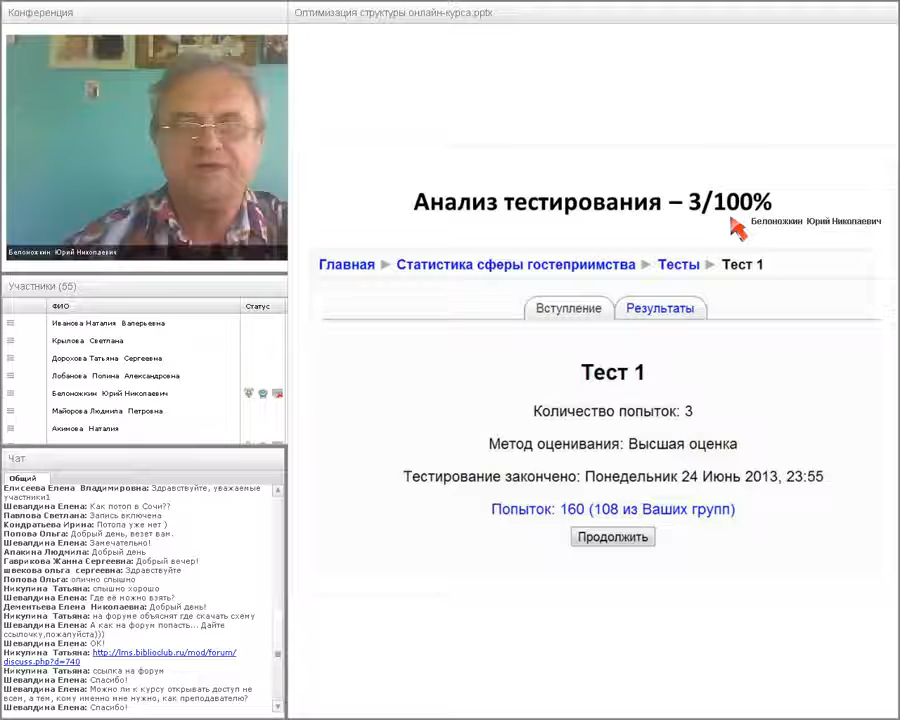 Конференция
Оптимизация структуры онлайн-курса.pptx
Белоножкин Юрий Николаевич
Участники (55)
ФИО Статус
Иванова Наталия Валерьевна
Крылова Светлана
Дорохова Татьяна Сергеевна
Лобанова Полина Александровна
Белоножкин Юрий Николаевич
Майорова Людмила Петровна
Акимова Наталия
Чат
Общий
Елисеева Елена Владимировна: Здравствуйте, уважаемые
участники1
Шевалдина Елена: Как потоп в Сочи??
Павлова Светлана: Запись включена
Кондратьева Ирина: Потопа уже нет )
Попова Ольга: Добрый день, везет вам.
Шевалдина Елена: Замечательно!
Апакина Людмила: Добрый день
Гаврикова Жанна Сергеевна: Добрый вечер!
швекова ольга сергеевна: Здравствуйте
Попова Ольга: олично слышно
Никулина Татьяна: слышно хорошо
Шевалдина Елена: Где её можно взять?
Дементьева Елена Николаевна: Добрый день!
Никулина Татьяна: на форуме объяснят где скачать схему
Шевалдина Елена: А как на форум попасть... Дайте
ссылочку,пожалуйста)))
Шевалдина Елена: ОК!
Никулина Татьяна: http://lms.biblioclub.ru/mod/forum/
discuss.php?d=740
Никулина Татьяна: ссылка на форум
Шевалдина Елена: Спасибо!
Шевалдина Елена: Можно ли к курсу открывать доступ не
всем, а тем, кому именно мне нужно, как преподавателю?
Шевалдина Елена: Спасибо!
Анализ тестирования – 3/100%
Белоножкин Юрий Николаевич
Главная Статистика сферы гостеприимства Тесты Тест 1
Вступление Результаты
Тест 1
Количество попыток: 3
Метод оценивания: Высшая оценка
Тестирование закончено: Понедельник 24 Июнь 2013, 23:55
Попыток: 160 (108 из Ваших групп)
Продолжить